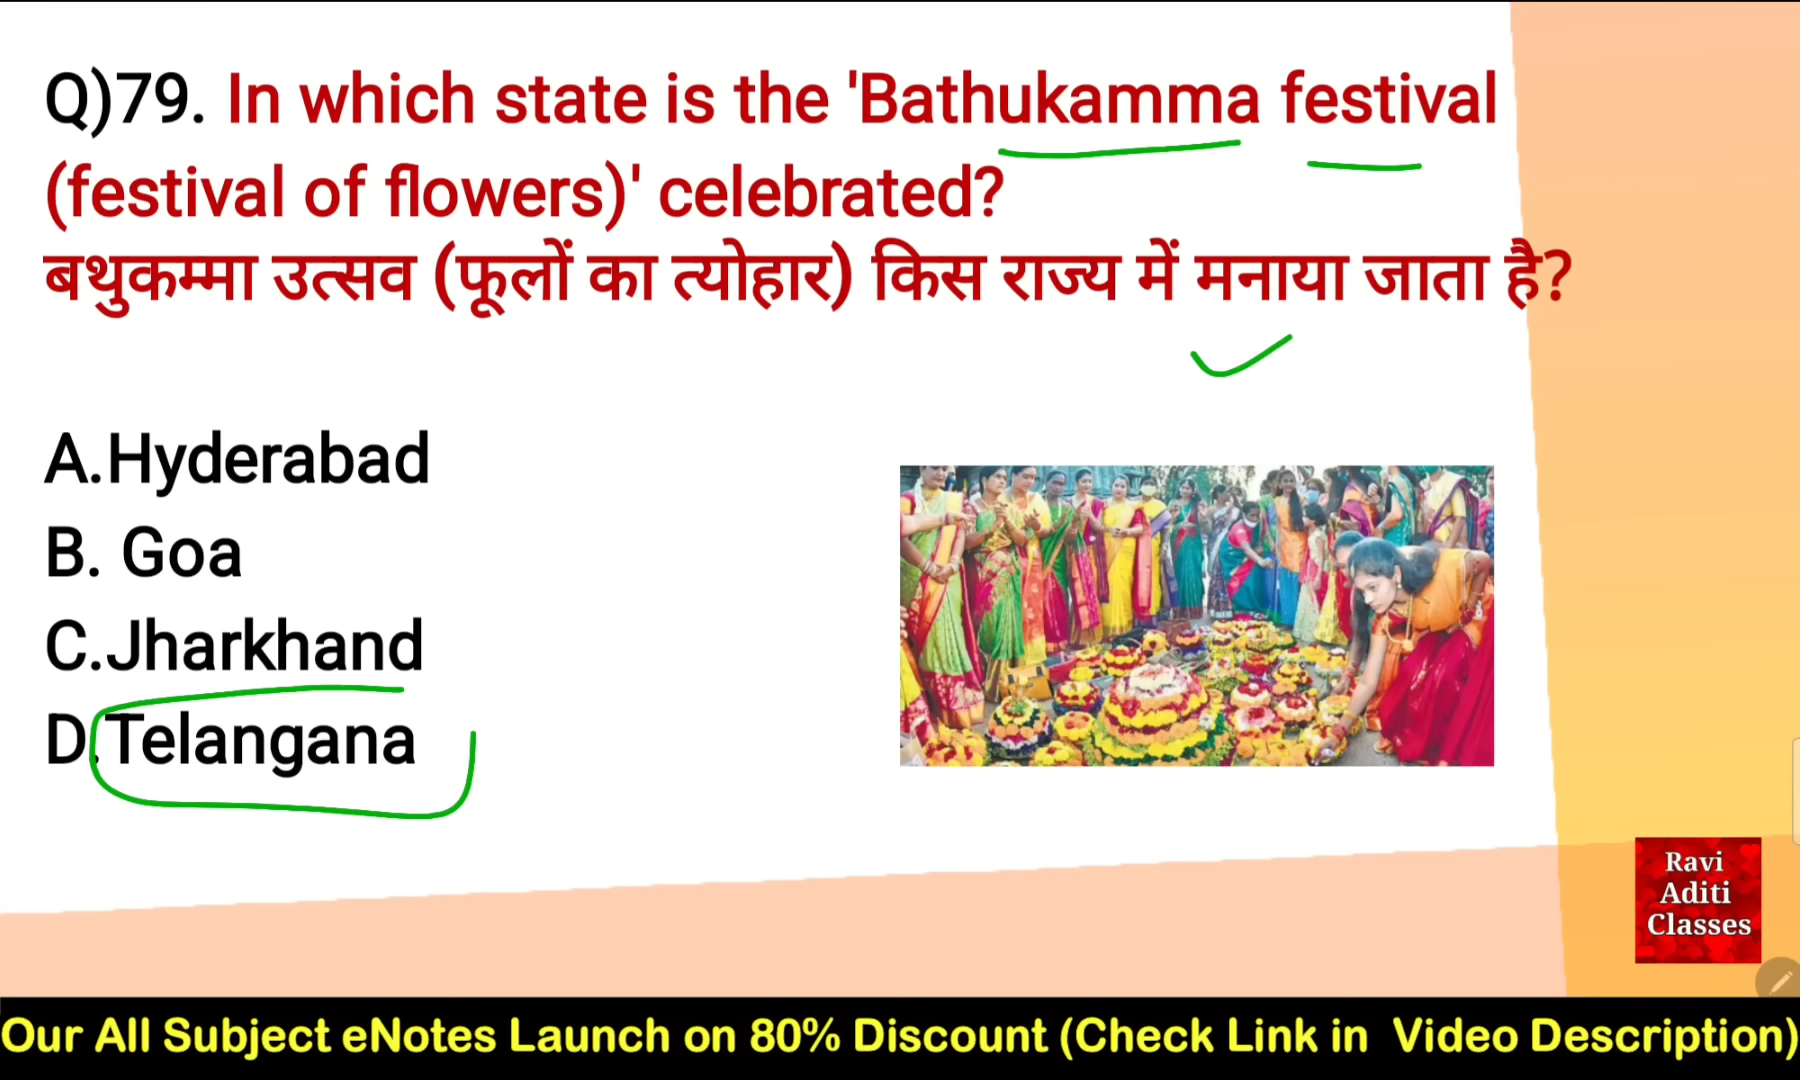 Q)79. In which state is the 'Bathukamma festival
(festival of flowers)' celebrated?
बथुकम्मा उत्सव (फूलों का त्योहार) किस राज्य में मनाया जाता है?
A.Hyderabad
B. Goa
C.Jharkhand
D.Telangana
Ravi
Aditi
Classes
Our All Subject eNotes Launch on 80% Discount (Check Link in Video Description)